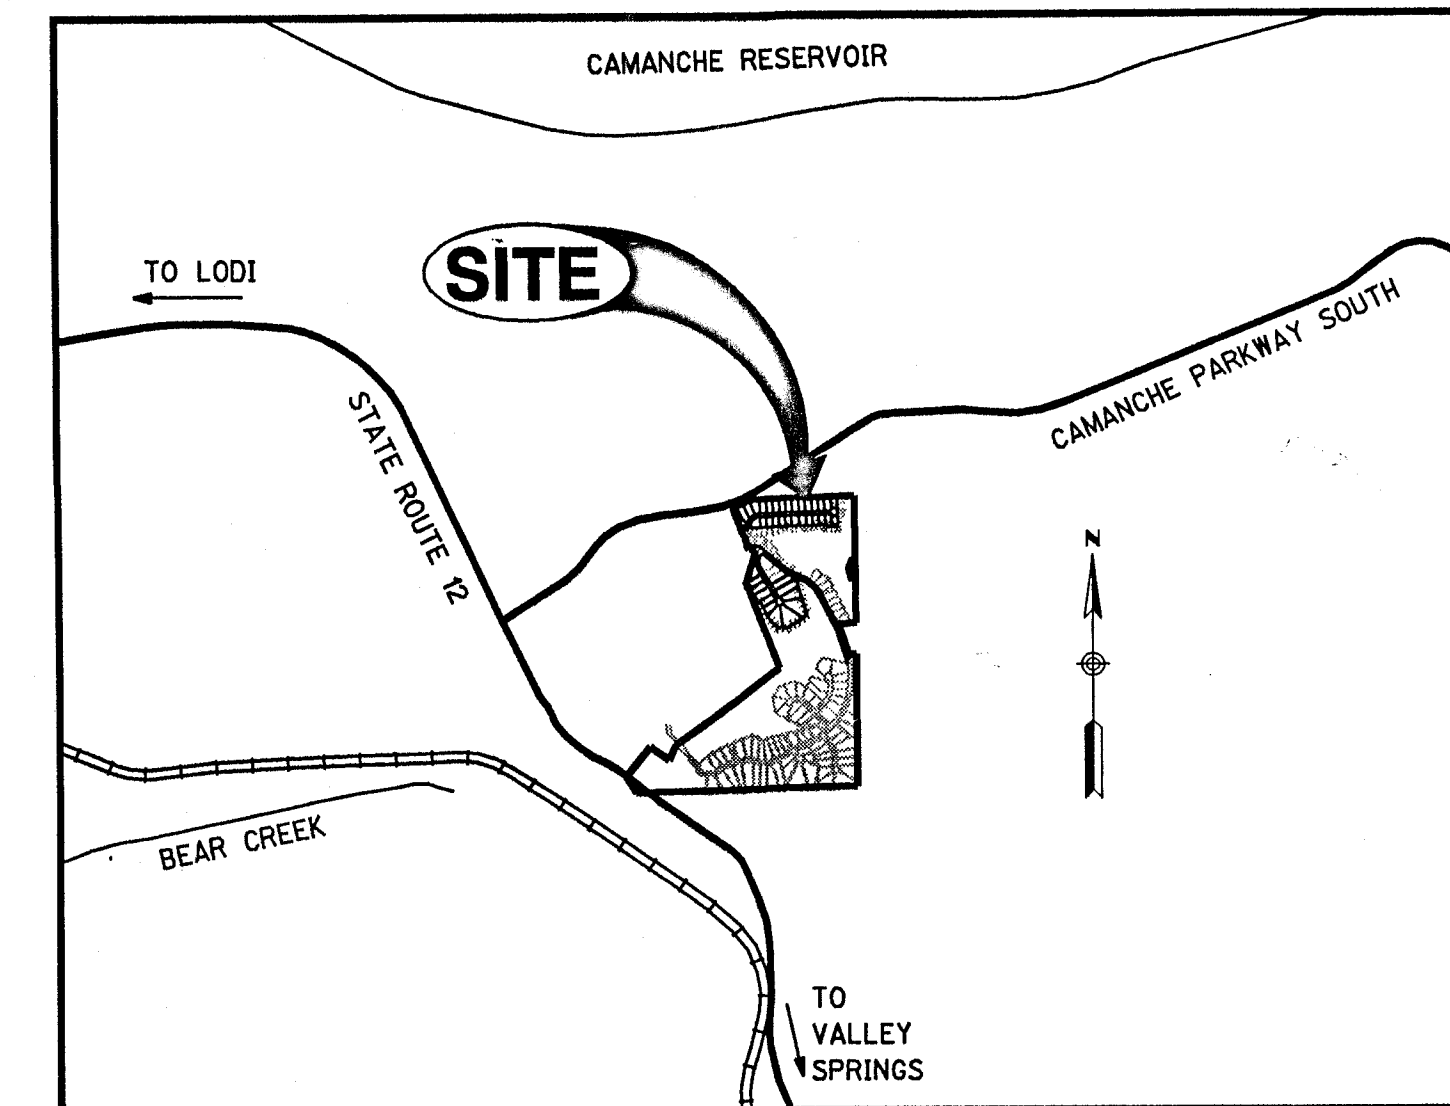 CAMANCHE RESERVOIR
SITE
TO LODI
STATE ROUTE 12
CAMANCHE PARKWAY SOUTH
N
BEAR CREEK
TO
VALLEY
SPRINGS